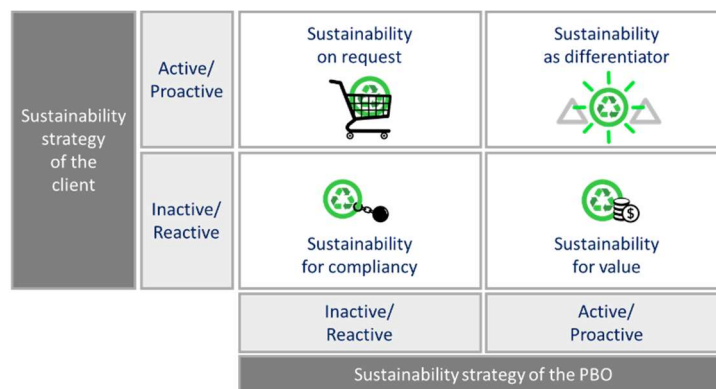 Sustainability
strategy
of the
client
Active/
Proactive
Sustainability
on request
Sustainability
as differentiator
Inactive/
Reactive
$
Sustainability
for compliancy
Sustainability
for value
Inactive/
Reactive
Active/
Proactive
Sustainability strategy of the PBO